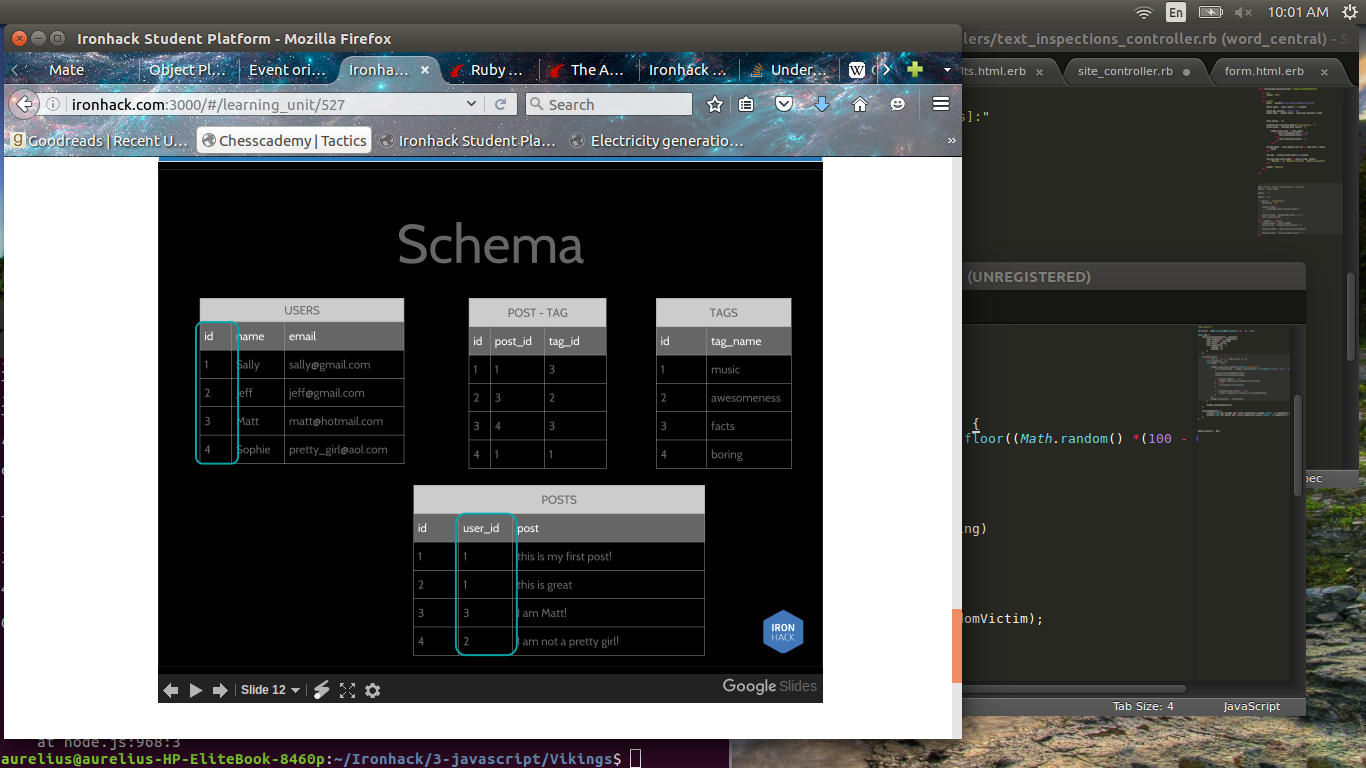 En
10:01 AM
Ironhack Student Platform - Mozilla Firefox
lers/text_inspections_controller.rb (word_central) - S
Mate
Object Pl...
Event ori...
Ironha...
Ruby ...
The A...
Ironhack ...
Under...
W
lts.html.erb
site_controller.rb
form.html.erb
ironhack.com:3000/#/learning_unit/527
Search
s]:"
Goodreads | Recent U...
Chesscademy | Tactics
Ironhack Student Pla...
Electricity generatio...
»
Schema
(UNREGISTERED)
USERS
id name email
1 Sally sally@gmail.com
2 Jeff jeff@gmail.com
3 Matt matt@hotmail.com
4 Sophie pretty_girl@aol.com
POST - TAG
id post_id tag_id
1 1 3
2 3 2
3 4 3
4 1 1
TAGS
id tag_name
1 music
2 awesomeness
3 facts
4 boring
POSTS
id user_id post
1 1 this is my first post!
2 1 this is great
3 3 I am Matt!
4 2 I am not a pretty girl!
IRON
HACK
{
floor((Math.random() *(100 -
pec
ng)
domVictim);
Slide 12
Google Slides
Tab Size: 4
JavaScript
at node.js:968:3
aurelius@aurelius-HP-EliteBook-8460p:~/Ironhack/3-javascript/Vikings$